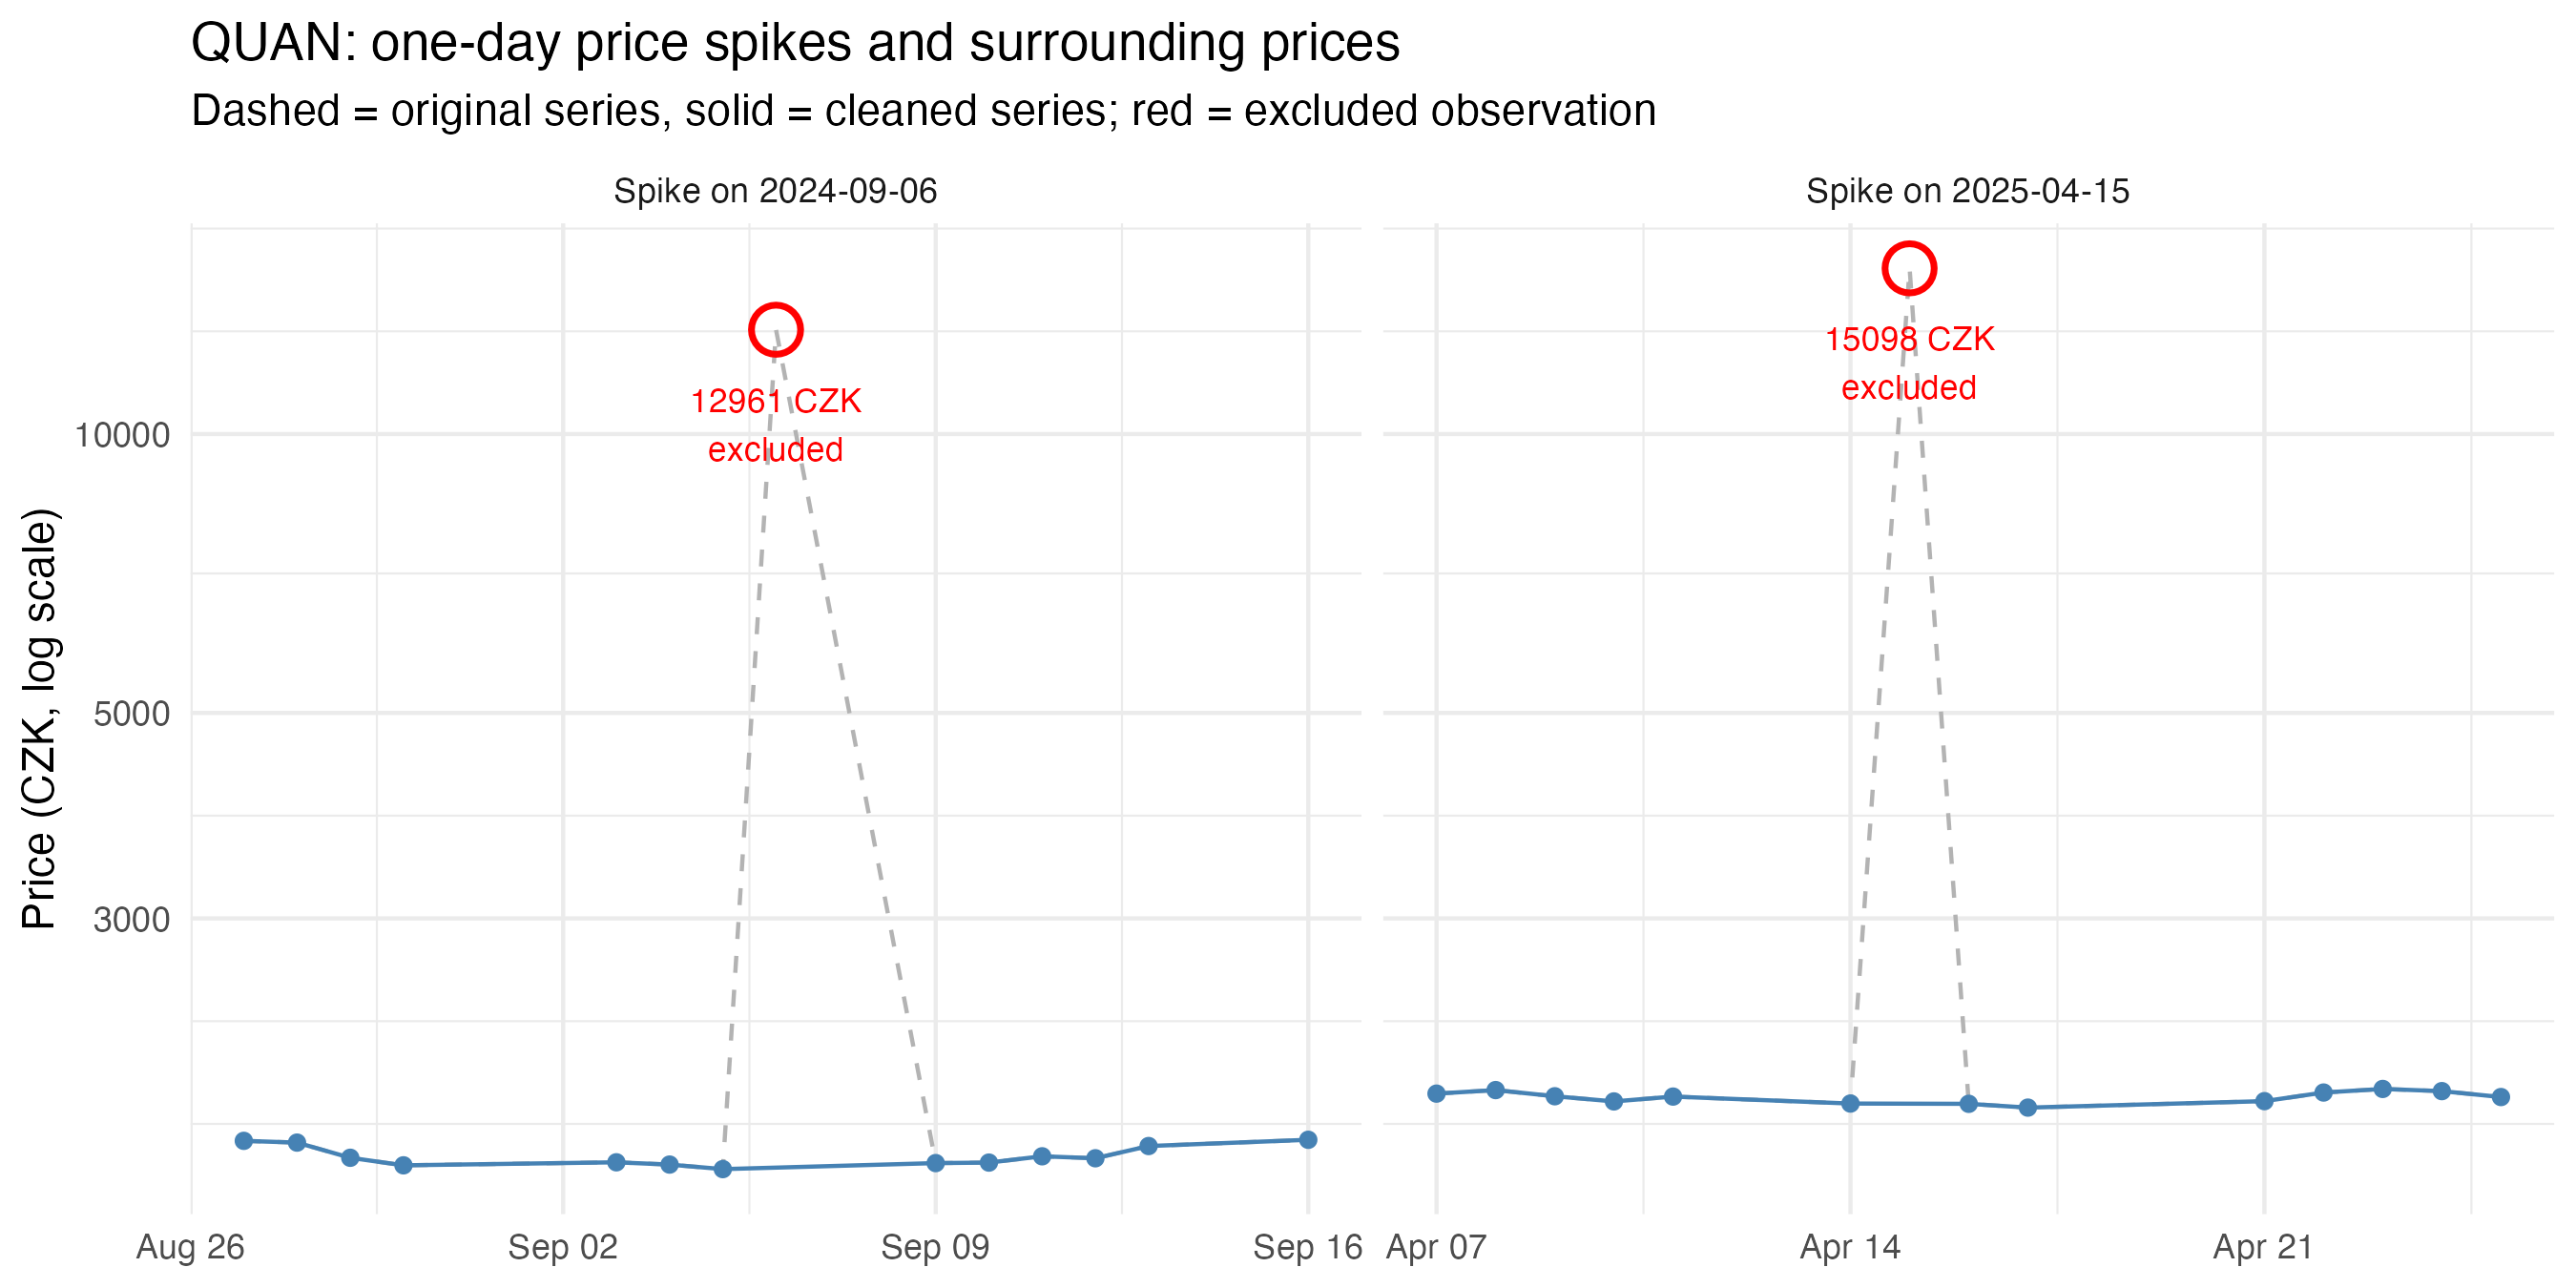 QUAN: one-day price spikes and surrounding prices
Dashed = original series, solid = cleaned series; red = excluded observation
Spike on 2024-09-06
Spike on 2025-04-15
12961 CZK
excluded
15098 CZK
excluded
Price (CZK, log scale)
10000
5000
3000
Aug 26
Sep 02
Sep 09
Sep 16
Apr 07
Apr 14
Apr 21